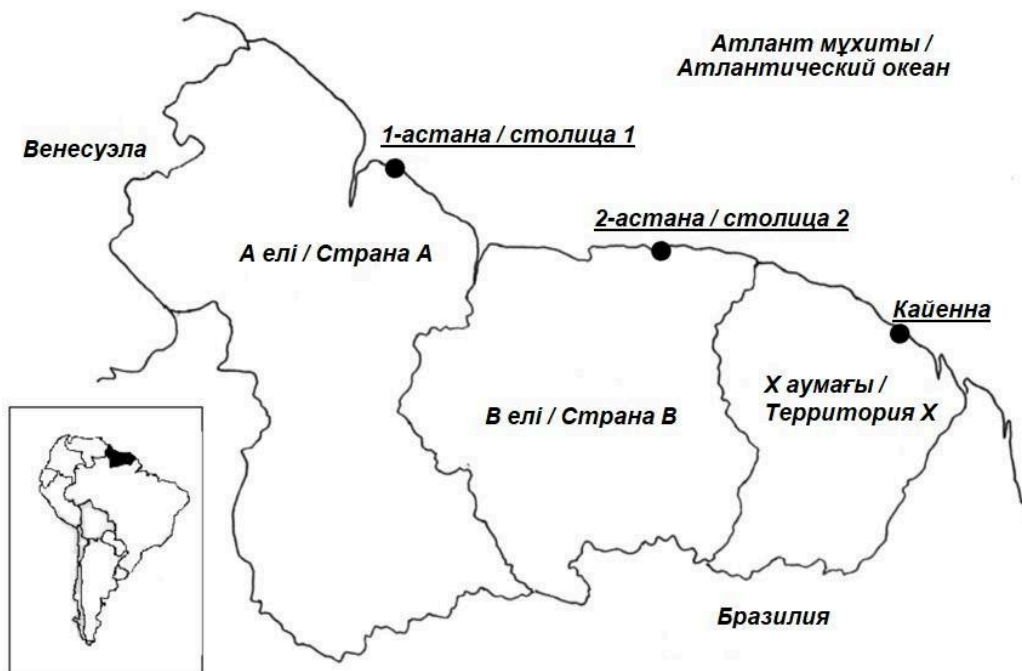 Атлант мұхиты /
Атлантический океан
1-астана / столица 1
Венесуэла
2-астана / столица 2
А елі / Страна А
Кайенна
Х аумағы /
Территория Х
В елі / Страна В
Бразилия